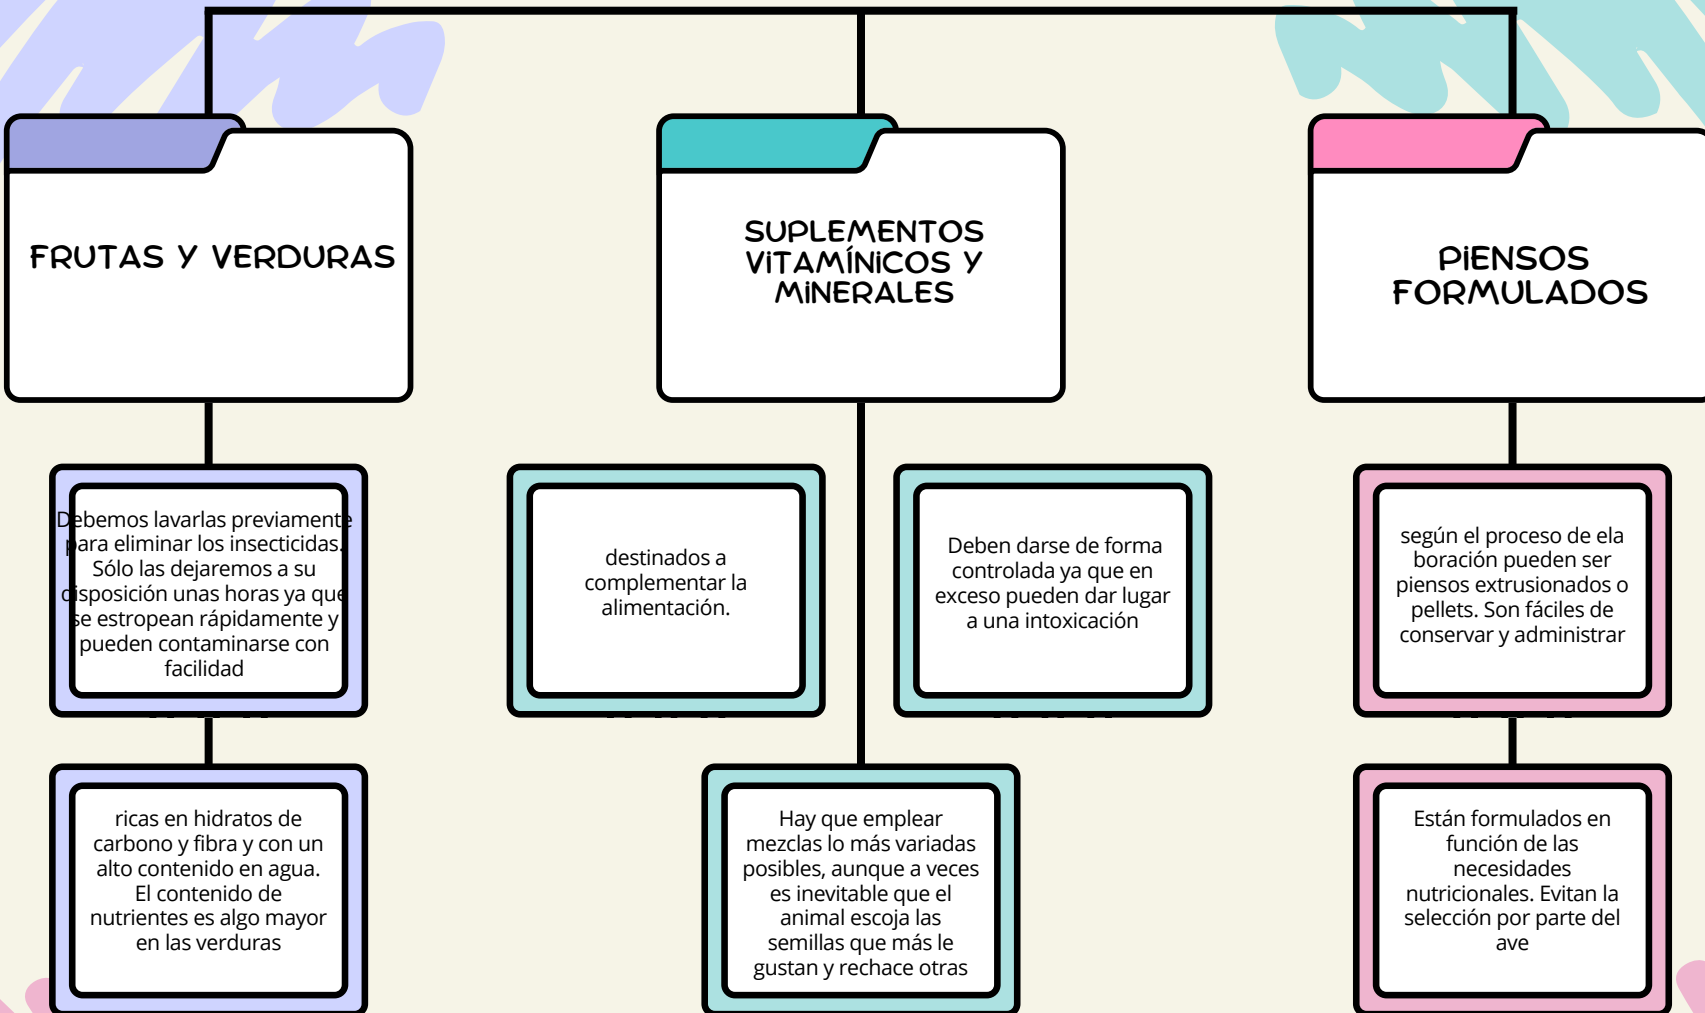 FRUTAS Y VERDURAS
SUPLEMENTOS
VITAMÍNICOS Y
MINERALES
PIENSOS
FORMULADOS
Debemos lavarlas previamente
para eliminar los insecticidas.
Sólo las dejaremos a su
disposición unas horas ya que
se estropean rápidamente y
pueden contaminarse con
facilidad
destinados a
complementar la
alimentación.
Deben darse de forma
controlada ya que en
exceso pueden dar lugar
a una intoxicación
según el proceso de ela
boración pueden ser
piensos extrusionados o
pellets. Son fáciles de
conservar y administrar
ricas en hidratos de
carbono y fibra y con un
alto contenido en agua.
El contenido de
nutrientes es algo mayor
en las verduras
Hay que emplear
mezclas lo más variadas
posibles, aunque a veces
es inevitable que el
animal escoja las
semillas que más le
gustan y rechace otras
Están formulados en
función de las
necesidades
nutricionales. Evitan la
selección por parte del
ave